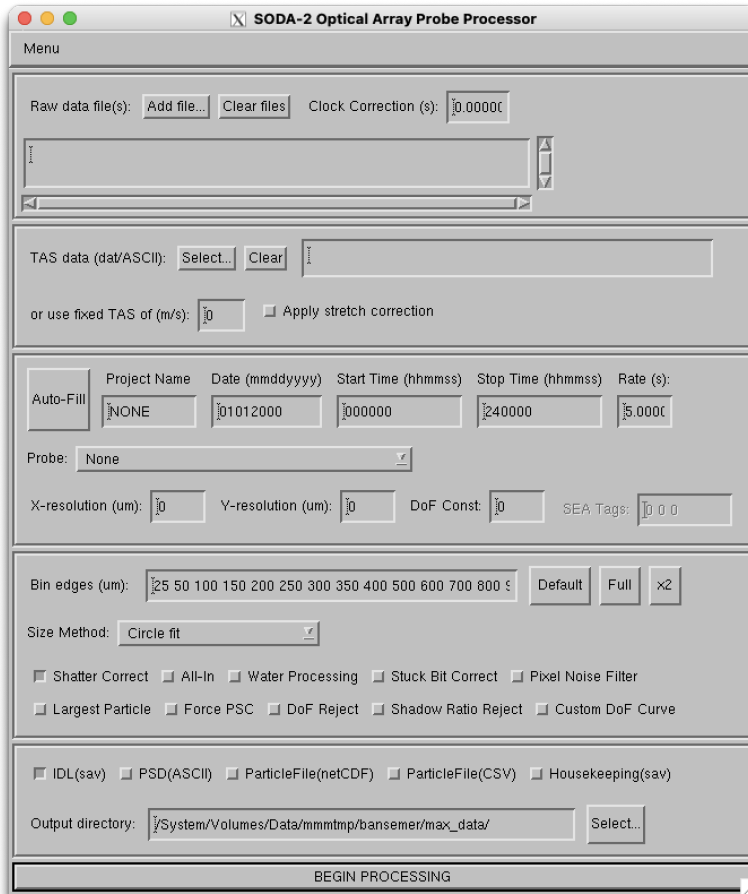 SODA-2 Optical Array Probe Processor
Menu
Raw data file(s): Add file... Clear files Clock Correction (s): 0.0000(
TAS data (dat/ASCII): Select... Clear
or use fixed TAS of (m/s): 0 Apply stretch correction
Auto-Fill Project Name Date (mmddyyyy) Start Time (hhmmss) Stop Time (hhmmss) Rate (s):
NONE 01012000 000000 240000 5.000(
Probe: None
X-resolution (um): 0 Y-resolution (um): 0 DoF Const: 0 SEA Tags: 0 0 0
Bin edges (um): 25 50 100 150 200 250 300 350 400 500 600 700 800 9 Default Full x2
Size Method: Circle fit
Shatter Correct All-In Water Processing Stuck Bit Correct Pixel Noise Filter
Largest Particle Force PSC DoF Reject Shadow Ratio Reject Custom DoF Curve
IDL(sav) PSD(ASCII) ParticleFile(netCDF) ParticleFile(CSV) Housekeeping(sav)
Output directory: /System/Volumes/Data/mmmtmp/bansemer/max_data/ Select...
BEGIN PROCESSING